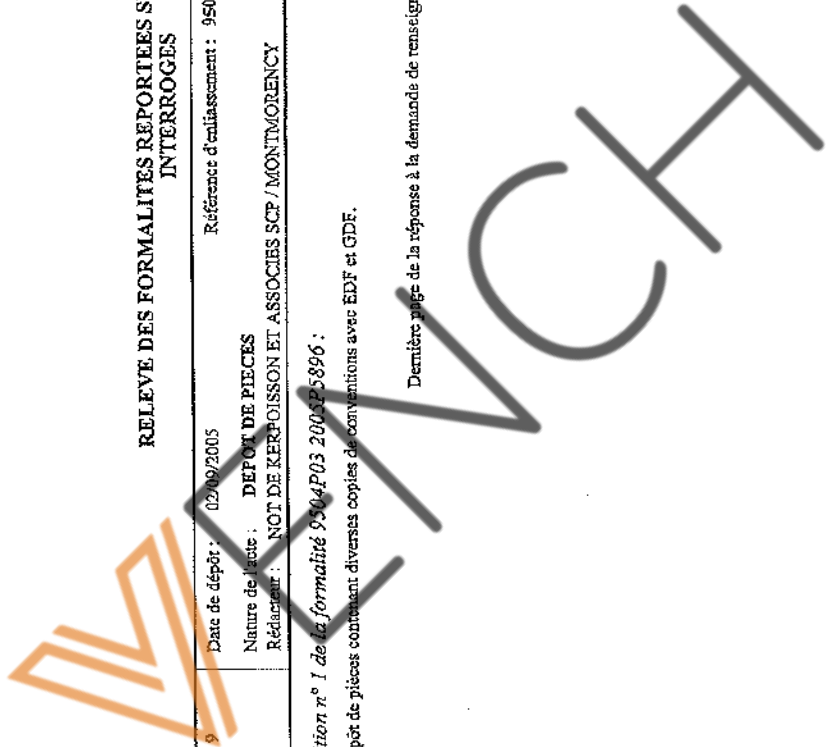 RELEVE DES FORMALITES REPORTEES S
INTERROGES
9
Date de dépôt : 02/09/2005 Référence d'enliassement : 950
Nature de l'acte : DEPOT DE PIECES
Rédacteur : NOT DE KERPOISSON ET ASSOCIES SCP / MONTMORENCY
tion n° 1 de la formalité 9504P03 2005P5896 :
pôt de pièces contenant diverses copies de conventions avec EDF et GDF.
Dernière page de la réponse à la demande de renseign
VENCH